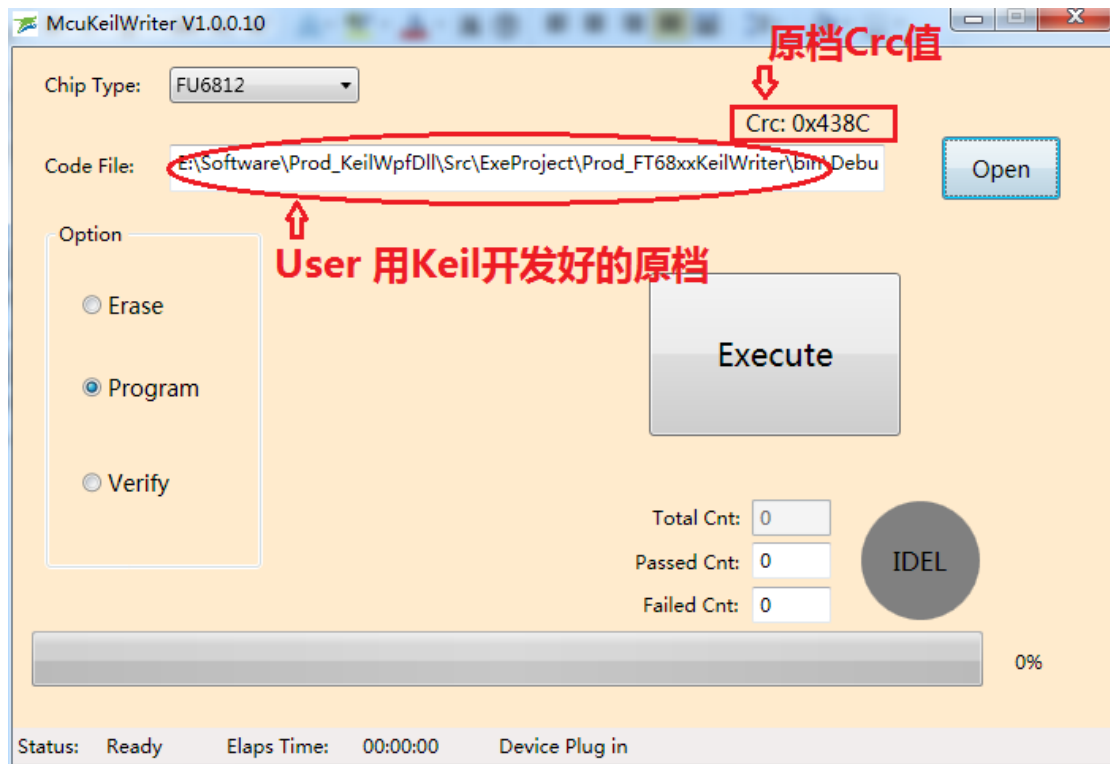 McuKeilWriter V1.0.0.10
原档Crc值
Chip Type: FU6812
Crc: 0x438C
Code File: E:\Software\Prod_KeilWpfDll\Src\ExeProject\Prod_FT68xxKeilWriter\bin\Debu Open
Option
User 用Keil开发好的原档
Erase
Execute
Program
Verify
Total Cnt: 0
Passed Cnt: 0
IDEL
Failed Cnt: 0
0%
Status: Ready Elaps Time: 00:00:00 Device Plug in